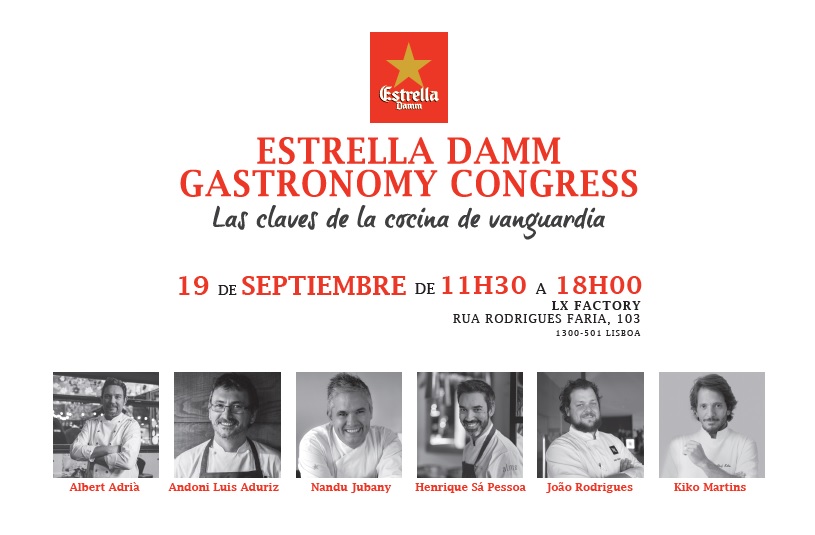 Estrella
Damm
ESTRELLA DAMM
GASTRONOMY CONGRESS
Las claves de la cocina de vanguardia
19 DE SEPTIEMBRE DE 11H30 A 18H00
LX FACTORY
RUA RODRIGUES FARIA, 103
1300-501 LISBOA
Albert Adrià
Andoni Luis Aduriz
Nandu Jubany
Henrique Sá Pessoa
João Rodrigues
Kiko Martins